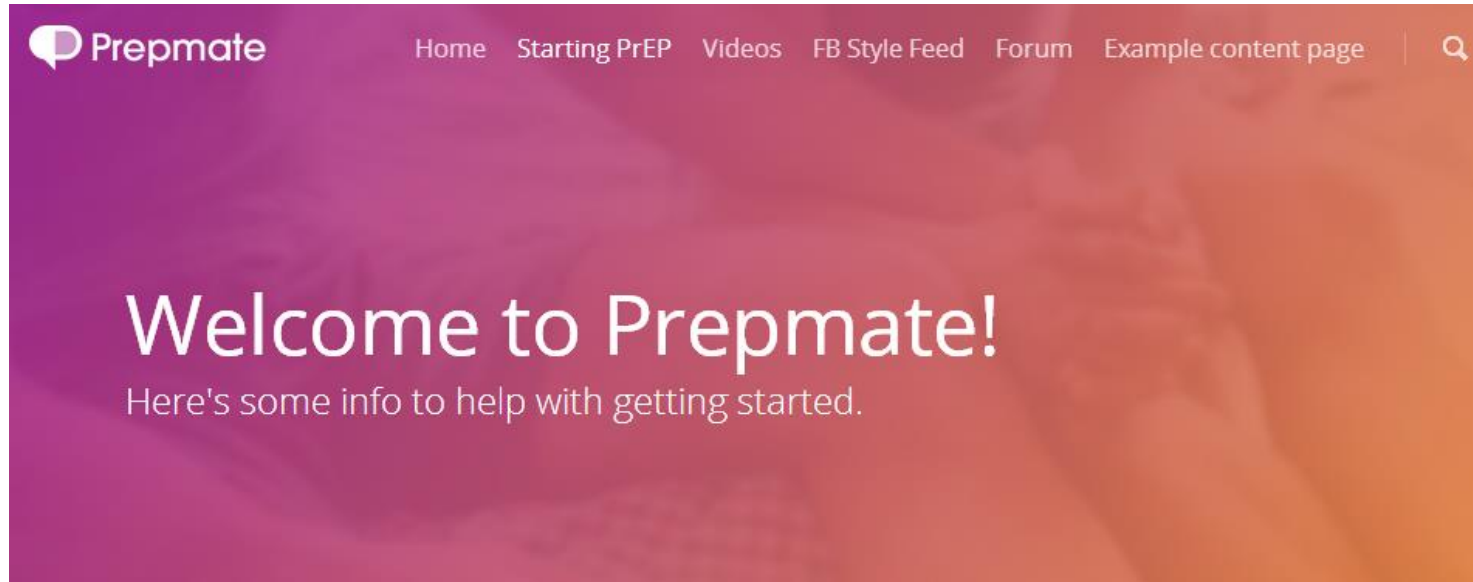 Prepmate Home Starting PrEP Videos FB Style Feed Forum Example content page
Welcome to Prepmate!
Here's some info to help with getting started.